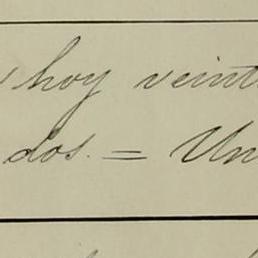 hoy veint
dos. = Un